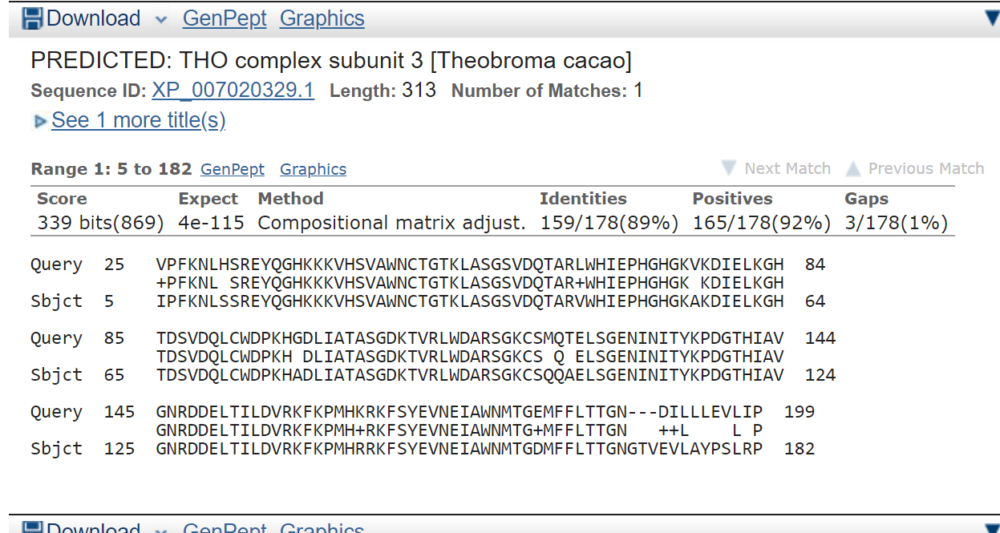 Download GenPept Graphics
PREDICTED: THO complex subunit 3 [Theobroma cacao]
Sequence ID: XP_007020329.1 Length: 313 Number of Matches: 1
See 1 more title(s)
Range 1: 5 to 182 GenPept Graphics Next Match Previous Match
Score Expect Method Identities Positives Gaps
339 bits(869) 4e-115 Compositional matrix adjust. 159/178(89%) 165/178(92%) 3/178(1%)
Query 25 VPFKNLHSREYQGHKKKVHSVAWNCTGTKLASGSVDQTARLWHIEPHGHGKVKDIELKGH 84
+PFKNL SREYQGHKKKVHSVAWNCTGTKLASGSVDQTAR+WHIEPHGHGK KDIELKGH
Sbjct 5 IPFKNLSSREYQGHKKKVHSVAWNCTGTKLASGSVDQTARVWHIEPHGHGKAKDIELKGH 64
Query 85 TDSVDQLCWDPKHGDLIATASGDKTVRLWDARSGKCSMQTELSGENINITYKPDGTHIAV 144
TDSVDQLCWDPKH DLIATASGDKTVRLWDARSGKCS Q ELSGENINITYKPDGTHIAV
Sbjct 65 TDSVDQLCWDPKHADLIATASGDKTVRLWDARSGKCSQQAELSGENINITYKPDGTHIAV 124
Query 145 GNRDDELTILDVRKFKPMHKRKFSYEVNEIAWNMTGEMFFLTTGN---DILLLEVLIP 199
GNRDDELTILDVRKFKPMH+RKFSYEVNEIAWNMTG+MFFLTTGN   ++L    L P
Sbjct 125 GNRDDELTILDVRKFKPMHRRKFSYEVNEIAWNMTGDMFFLTTGNGTVEVLAYPSLRP 182
Download GenPept Graphics